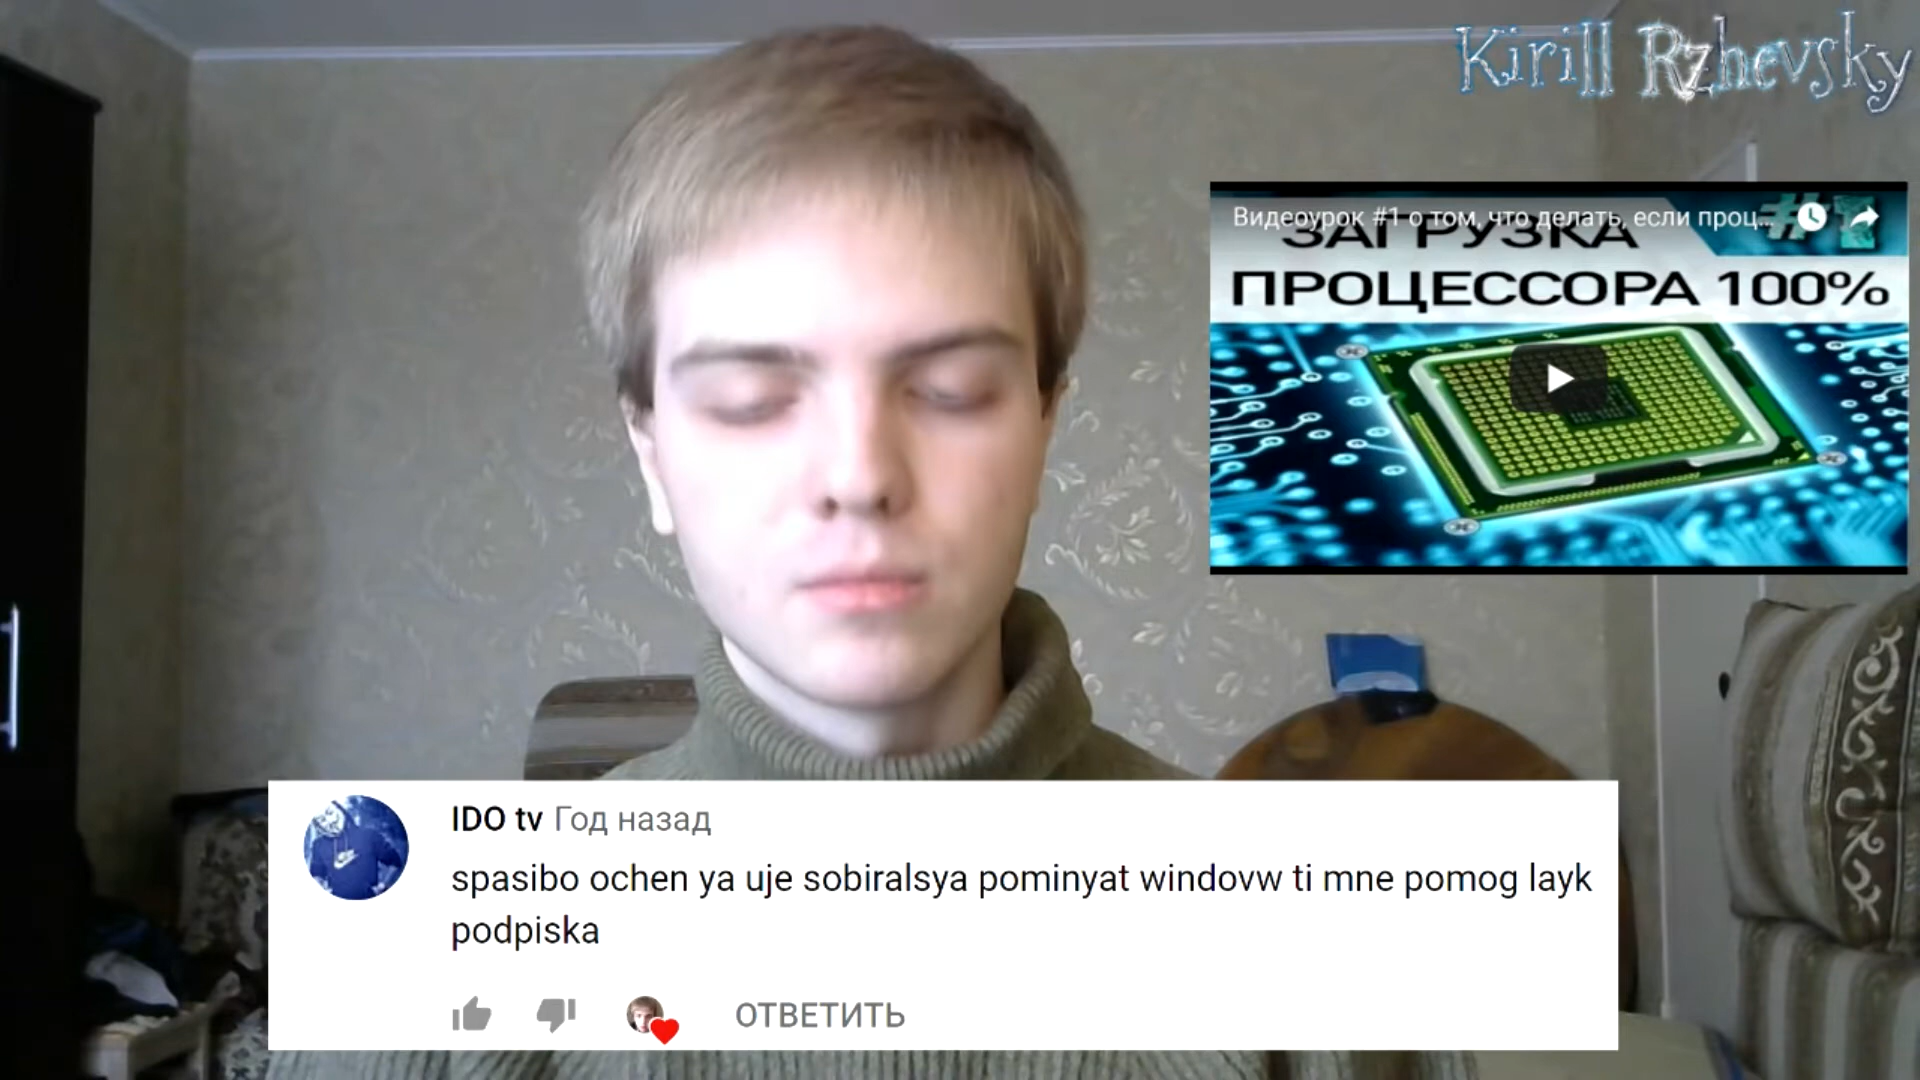 Kirill Rzhevsky
Видеоурок #1 о том, что делать, если проц...
#1
ЗАГРУЗКА
ПРОЦЕССОРА 100%
IDO tv Год назад
spasibo ochen ya uje sobiralsya pominyat windovw ti mne pomog layk
podpiska
ОТВЕТИТЬ